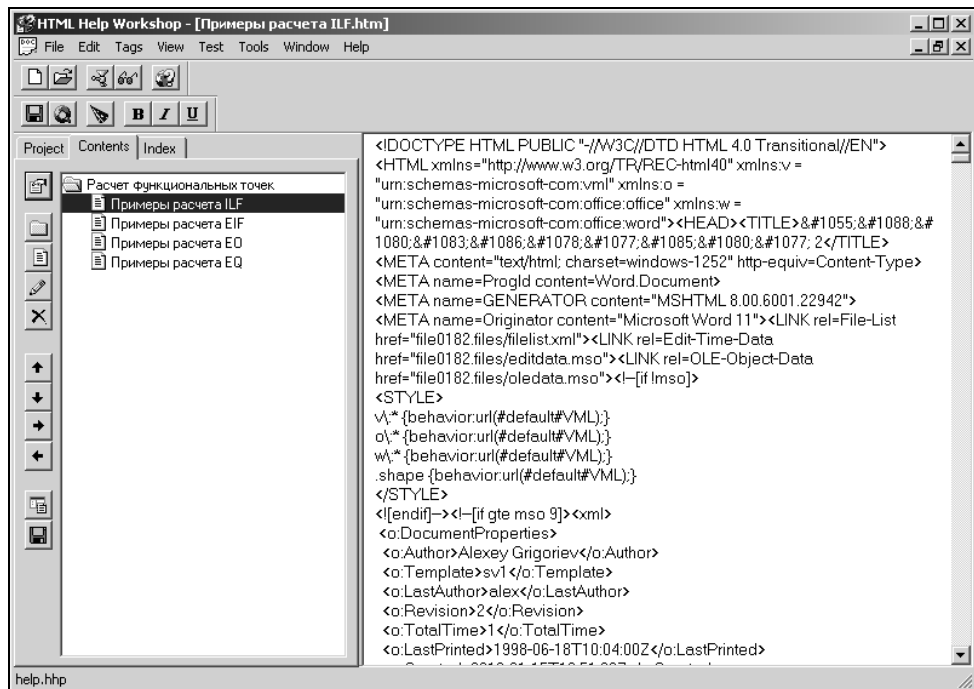 HTML Help Workshop - [Примеры расчета ILF.htm]
File Edit Tags View Test Tools Window Help
B I U
Project Contents Index
Расчет функциональных точек
Примеры расчета ILF
Примеры расчета EIF
Примеры расчета EO
Примеры расчета EQ
<!DOCTYPE HTML PUBLIC "-//W3C//DTD HTML 4.0 Transitional//EN">
<HTML xmlns="http://www.w3.org/TR/REC-html40" xmlns:v =
"urn:schemas-microsoft-com:vml" xmlns:o =
"urn:schemas-microsoft-com:office:office" xmlns:w =
"urn:schemas-microsoft-com:office:word"><HEAD><TITLE>&#1055;&#1088;&#
1080;&#1083;&#1086;&#1078;&#1077;&#1085;&#1080;&#1077; 2</TITLE>
<META content="text/html; charset=windows-1252" http-equiv=Content-Type>
<META name=ProgId content=Word.Document>
<META name=GENERATOR content="MSHTML 8.00.6001.22942">
<META name=Originator content="Microsoft Word 11"><LINK rel=File-List
href="file0182.files/filelist.xml"><LINK rel=Edit-Time-Data
href="file0182.files/editdata.mso"><LINK rel=OLE-Object-Data
href="file0182.files/oledata.mso"><!--[if !mso]>
<STYLE>
v\:* {behavior:url(#default#VML);}
o\:* {behavior:url(#default#VML);}
w\:* {behavior:url(#default#VML);}
.shape {behavior:url(#default#VML);}
</STYLE>
<![endif]--><!--[if gte mso 9]><xml>
<o:DocumentProperties>
<o:Author>Alexey Grigoriev</o:Author>
<o:Template>sv1</o:Template>
<o:LastAuthor>alex</o:LastAuthor>
<o:Revision>2</o:Revision>
<o:TotalTime>1</o:TotalTime>
<o:LastPrinted>1998-06-18T10:04:00Z</o:LastPrinted>
help.hhp